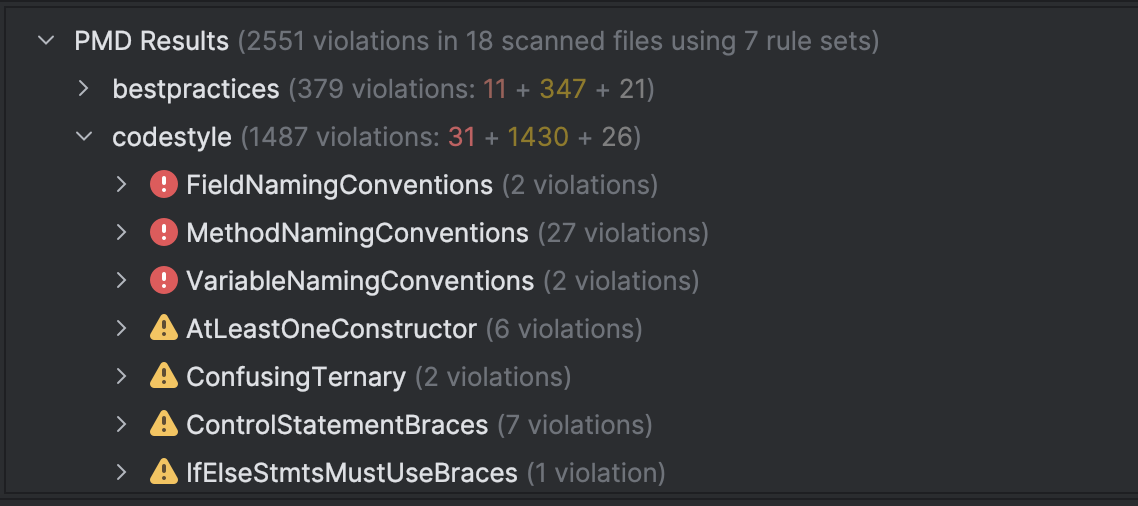 PMD Results (2551 violations in 18 scanned files using 7 rule sets)
bestpractices (379 violations: 11 + 347 + 21)
codestyle (1487 violations: 31 + 1430 + 26)
FieldNamingConventions (2 violations)
MethodNamingConventions (27 violations)
VariableNamingConventions (2 violations)
AtLeastOneConstructor (6 violations)
ConfusingTernary (2 violations)
ControlStatementBraces (7 violations)
IfElseStmtsMustUseBraces (1 violation)